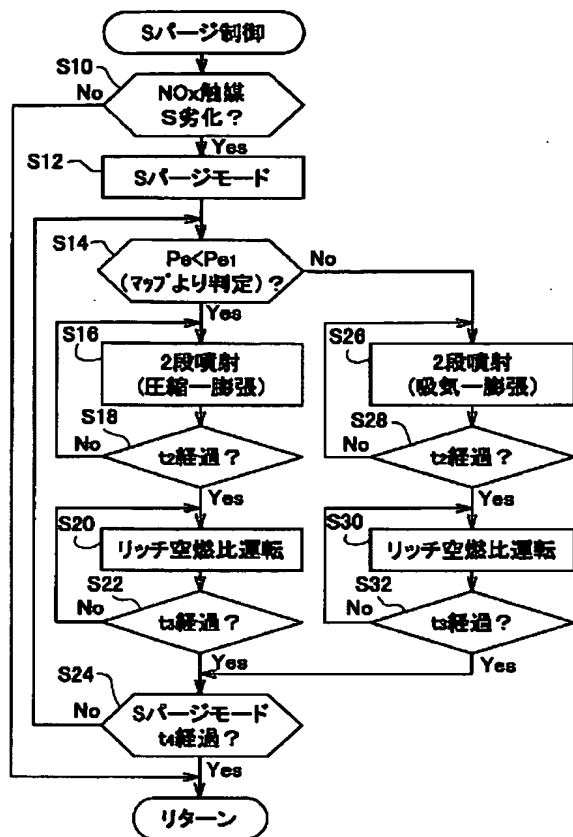 Sパージ制御
S10
No
NOx触媒
S劣化?
Yes
S12
Sパージモード
S14
Pe<Pe1
(マップより判定)?
No
Yes
S16
2段噴射
(圧縮ー膨張)
S26
2段噴射
(吸気ー膨張)
S18
No
t2経過?
S28
No
t2経過?
Yes
Yes
S20
リッチ空燃比運転
S30
リッチ空燃比運転
S22
No
t3経過?
S32
No
t3経過?
Yes
Yes
S24
No
Sパージモード
t4経過?
Yes
リターン